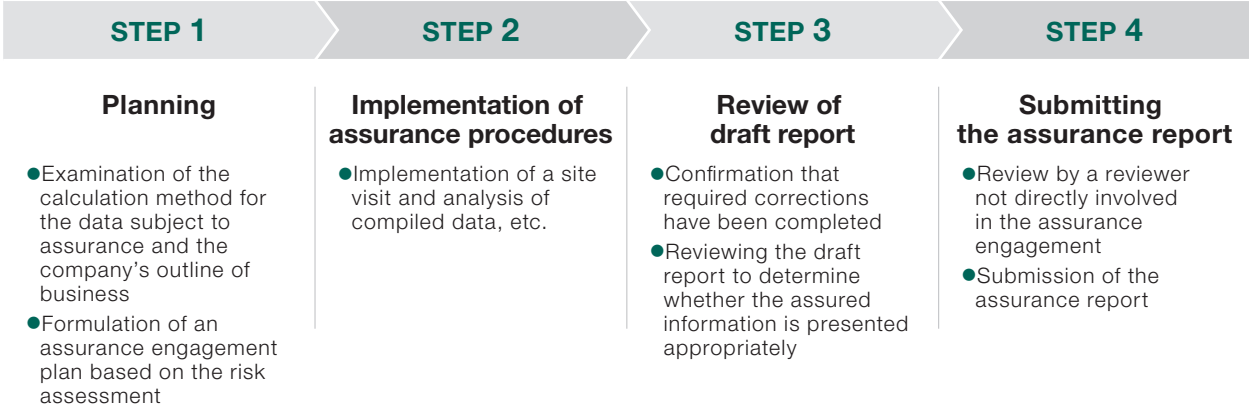 STEP 1
STEP 2
STEP 3
STEP 4
Planning
●Examination of the
calculation method for
the data subject to
assurance and the
company’s outline of
business
●Formulation of an
assurance engagement
plan based on the risk
assessment
Implementation of
assurance procedures
●Implementation of a site
visit and analysis of
compiled data, etc.
Review of
draft report
●Confirmation that
required corrections
have been completed
●Reviewing the draft
report to determine
whether the assured
information is presented
appropriately
Submitting
the assurance report
●Review by a reviewer
not directly involved
in the assurance
engagement
●Submission of the
assurance report